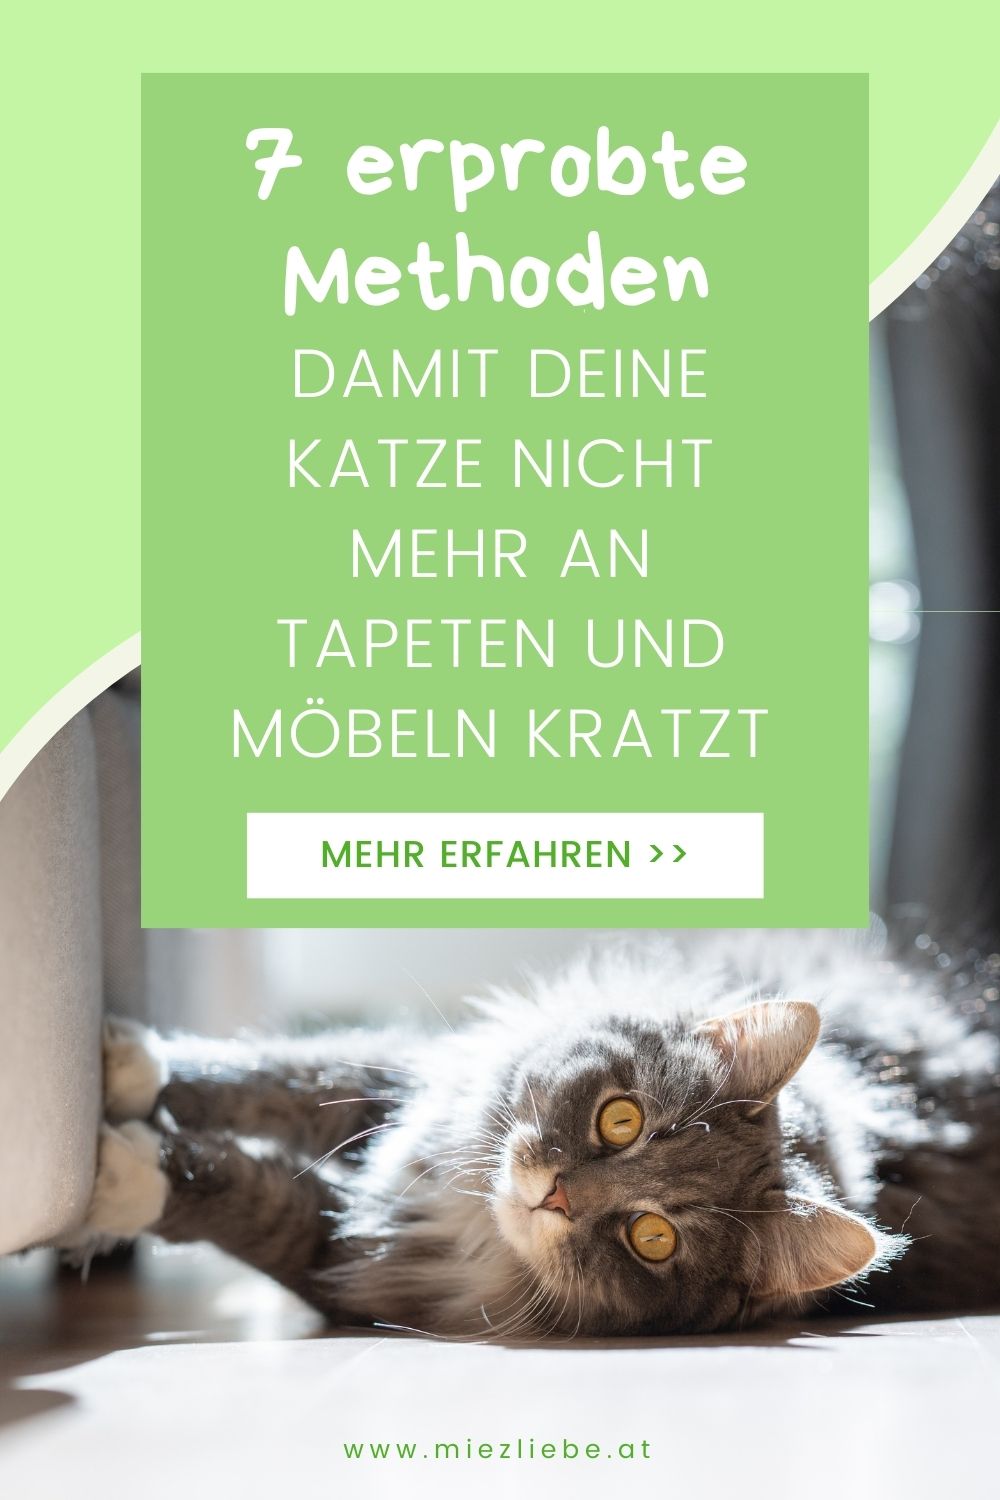 7 erprobte
Methoden
DAMIT DEINE
KATZE NICHT
MEHR AN
TAPETEN UND
MÖBELN KRATZT
MEHR ERFAHREN >>
www.miezliebe.at